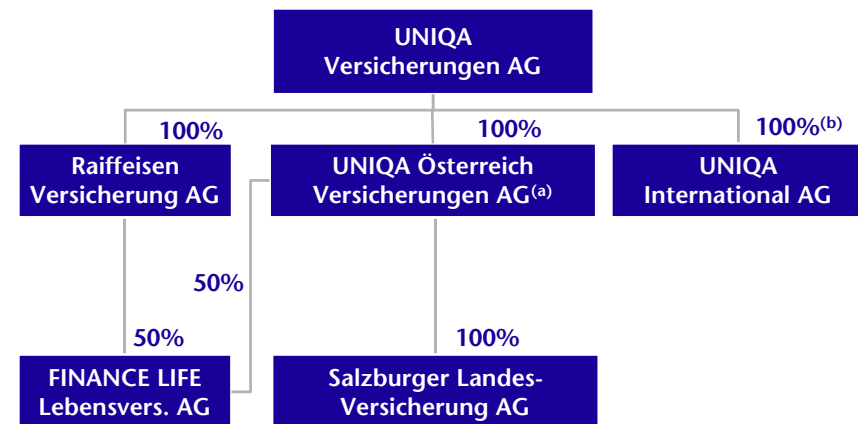 UNIQA
Versicherungen AG
100%
100%
100%(b)
Raiffeisen
Versicherung AG
UNIQA Österreich
Versicherungen AG(a)
UNIQA
International AG
50%
50%
100%
FINANCE LIFE
Lebensvers. AG
Salzburger Landes-
Versicherung AG